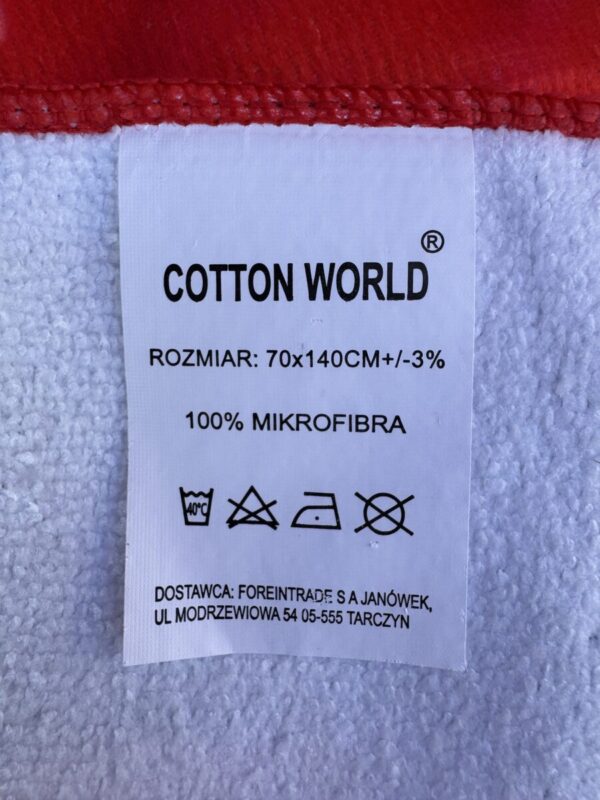 ®
COTTON WORLD
ROZMIAR: 70x140CM+/-3%
100% MIKROFIBRA
40°C
DOSTAWCA: FOREINTRADE S A JANÓWEK,
UL MODRZEWIOWA 54 05-555 TARCZYN